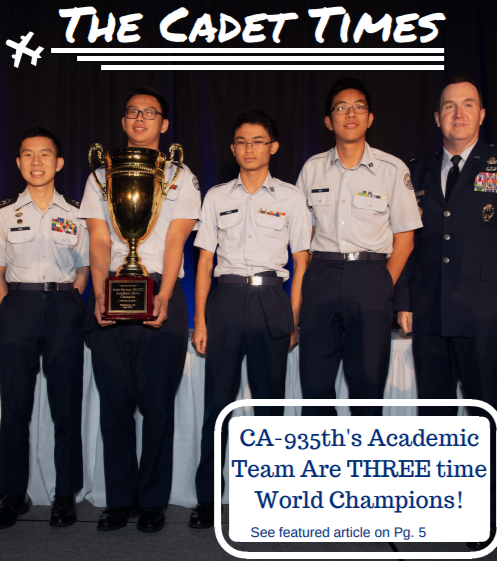 THE CADET TIMES
CA-935th's Academic
Team Are THREE time
World Champions!
See featured article on Pg. 5